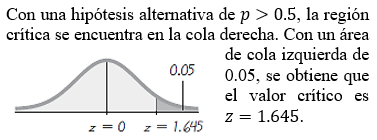 Con una hipótesis alternativa de p > 0.5, la región
crítica se encuentra en la cola derecha. Con un área
de cola izquierda de
0.05, se obtiene que
el valor crítico es
z = 1.645.
0.05
z = 0
z = 1.645